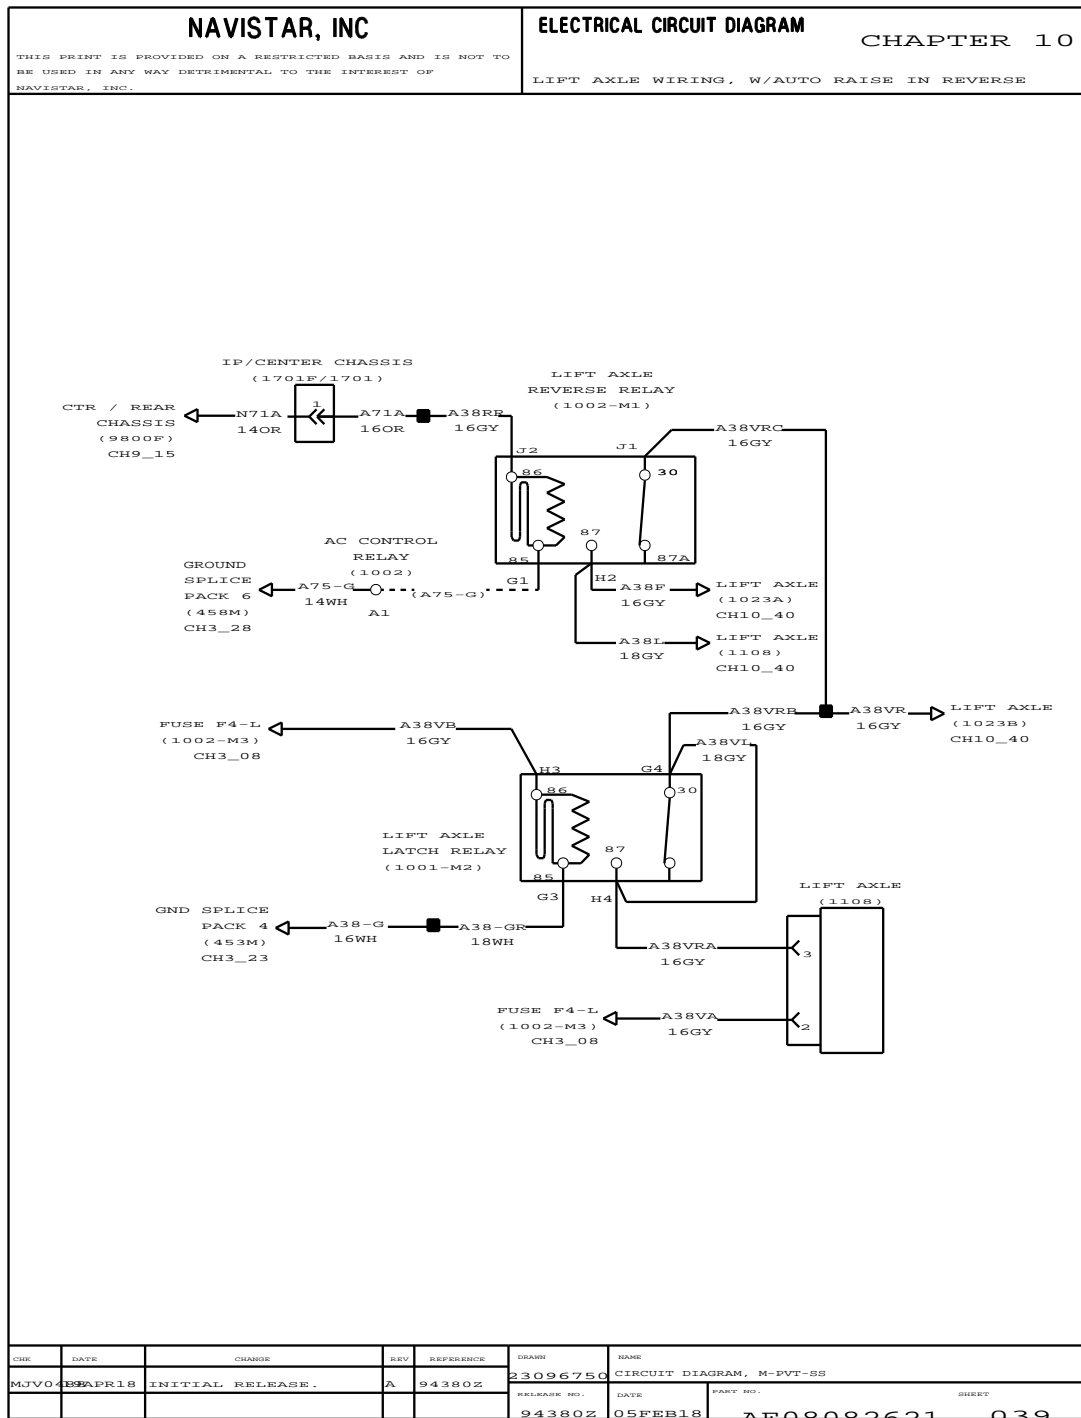 NAVISTAR, INC
THIS PRINT IS PROVIDED ON A RESTRICTED BASIS AND IS NOT TO
BE USED IN ANY WAY DETRIMENTAL TO THE INTEREST OF
NAVISTAR, INC.
ELECTRICAL CIRCUIT DIAGRAM
CHAPTER 10
LIFT AXLE WIRING, W/AUTO RAISE IN REVERSE
IP/CENTER CHASSIS
(1701F/1701)
1
CTR / REAR
CHASSIS
(9800F)
CH9_15
N71A
14OR
A71A
16OR
A38RR
16GY
LIFT AXLE
REVERSE RELAY
(1002-M1)
J2
J1
A38VRC
16GY
86
30
87
85
87A
AC CONTROL
RELAY
(1002)
GROUND
SPLICE
PACK 6
(458M)
CH3_28
A75-G
14WH
A1
(A75-G)
G1
H2
A38F
16GY
LIFT AXLE
(1023A)
CH10_40
A38L
18GY
LIFT AXLE
(1108)
CH10_40
FUSE F4-L
(1002-M3)
CH3_08
A38VB
16GY
A38VRB
16GY
A38VR
16GY
LIFT AXLE
(1023B)
CH10_40
A38VL
18GY
H3
G4
86
30
87
85
LIFT AXLE
LATCH RELAY
(1001-M2)
G3
H4
GND SPLICE
PACK 4
(453M)
CH3_23
A38-G
16WH
A38-GR
18WH
LIFT AXLE
(1108)
A38VRA
16GY
3
FUSE F4-L
(1002-M3)
CH3_08
A38VA
16GY
2
CHK DATE CHANGE REV REFERENCE
INITIAL RELEASE. A 94380Z
DRAWN
23096750
NAME
CIRCUIT DIAGRAM, M-PVT-SS
RELEASE NO.
94380Z
DATE
05FEB18
PART NO.
SHEET
AE08082621 039